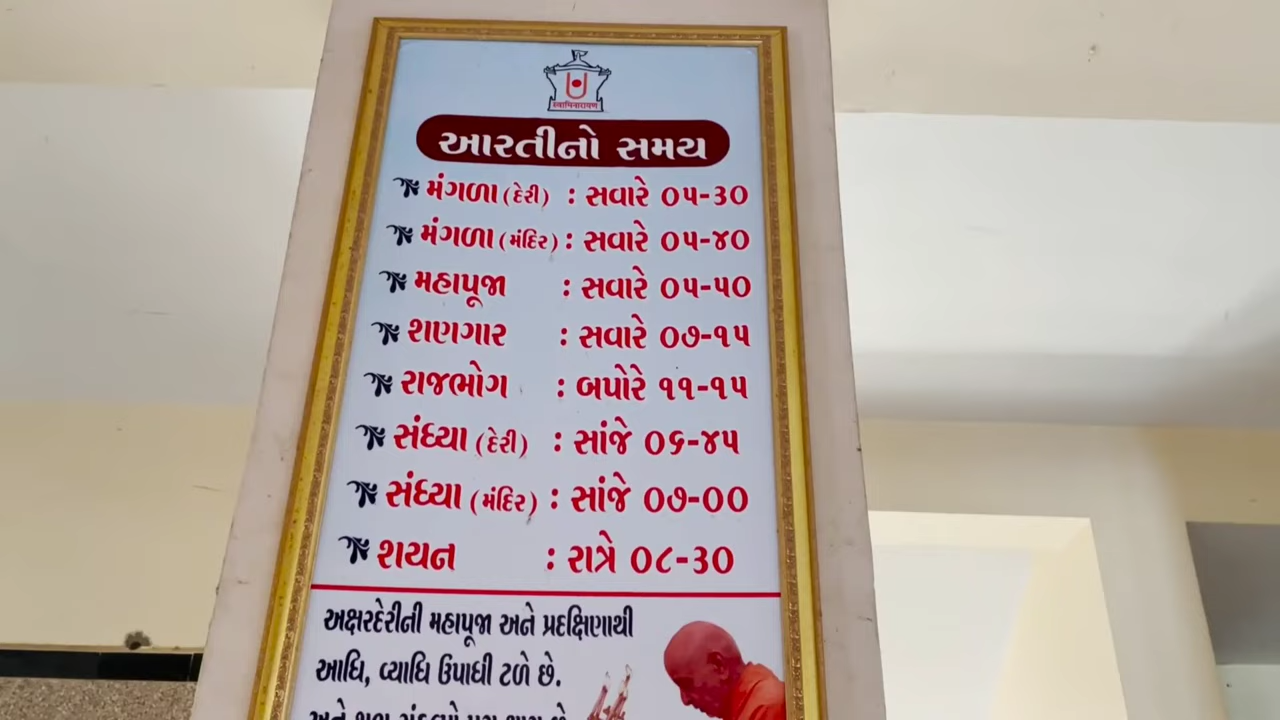 સ્વામિનારાયણ
આરતીનો સમય
મંગળા (દેરી) : સવારે ૦૫-૩૦
મંગળા (મંદિર) : સવારે ૦૫-૪૦
મહાપૂજા : સવારે ૦૫-૫૦
શણગાર : સવારે ૦૭-૧૫
રાજભોગ : બપોરે ૧૧-૧૫
સંધ્યા (દેરી) : સાંજે ૦૬-૪૫
સંધ્યા (મંદિર) : સાંજે ૦૭-૦૦
શયન : રાત્રે ૦૮-૩૦
અક્ષરદેરીની મહાપૂજા અને પ્રદક્ષિણાથી
આધિ, વ્યાધિ ઉપાધી ટળે છે.